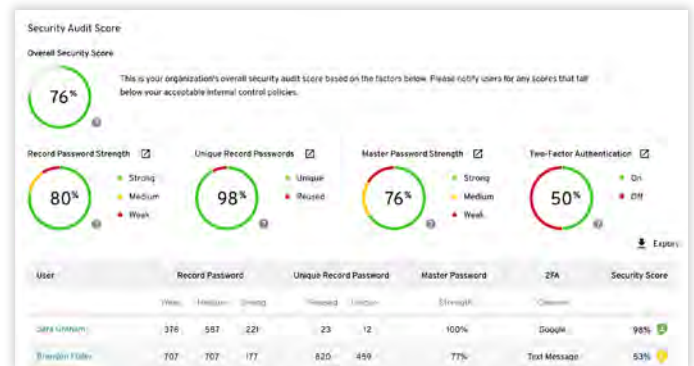 Security Audit Score
Overall Security Score
76%
This is your organization's overall security audit score based on the factors below. Please notify users for any scores that fall
below your acceptable internal control policies.
Record Password Strength
Unique Record Passwords
Master Password Strength
Two-Factor Authentication
80%
Strong
Medium
Weak
98%
Unique
Reused
76%
Strong
Medium
Weak
50%
On
Off
Export
User Record Password Unique Record Password Master Password 2FA Security Score
Weak Medium Strong Reused Unique Strength Channel
376 587 221 23 12 100% Google 98%
707 707 177 820 459 77% Text Message 53%